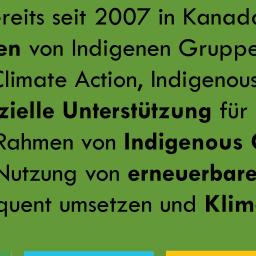 ereits seit 2007 in Kanada
en von Indigenen Gruppe
Climate Action, Indigenous
zielle Unterstützung für
Rahmen von Indigenous
Nutzung von erneuerbare
quent umsetzen und Klim